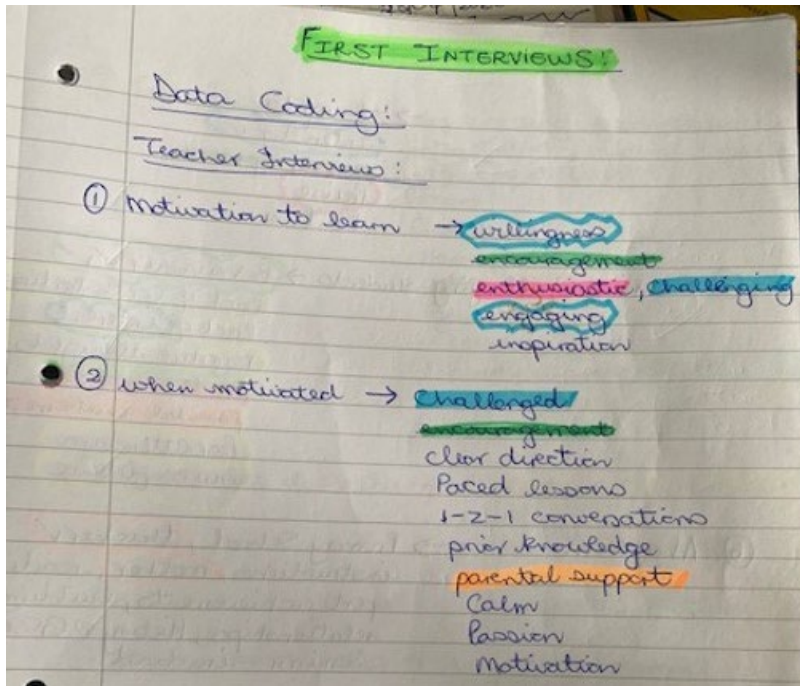 FIRST INTERVIEWS:
Data Coding:
Teacher Interviews:
① motivation to learn → willingness
encouragement
enthusiastic, challenging
engaging
inspiration
② when motivated → challenged
encouragement
clear direction
Paced lessons
1-2-1 conversations
prior knowledge
parental support
Calm
Passion
Motivation